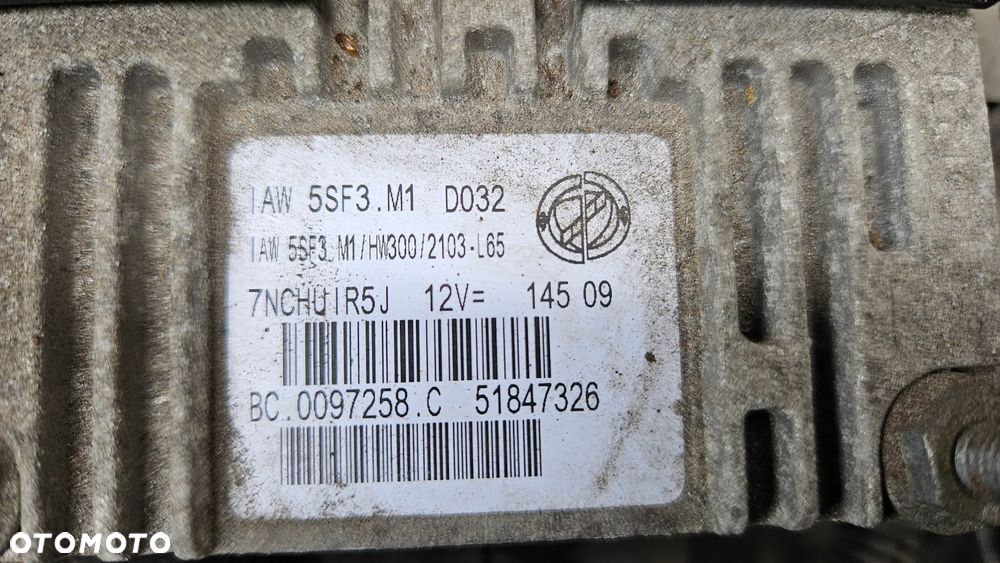 IAW 5SF3.M1 D032
IAW 5SF3.M1/HW300/2103-L65
7NCHUIR5J 12V= 145 09
BC.0097258.C 51847326
OTOMOTO